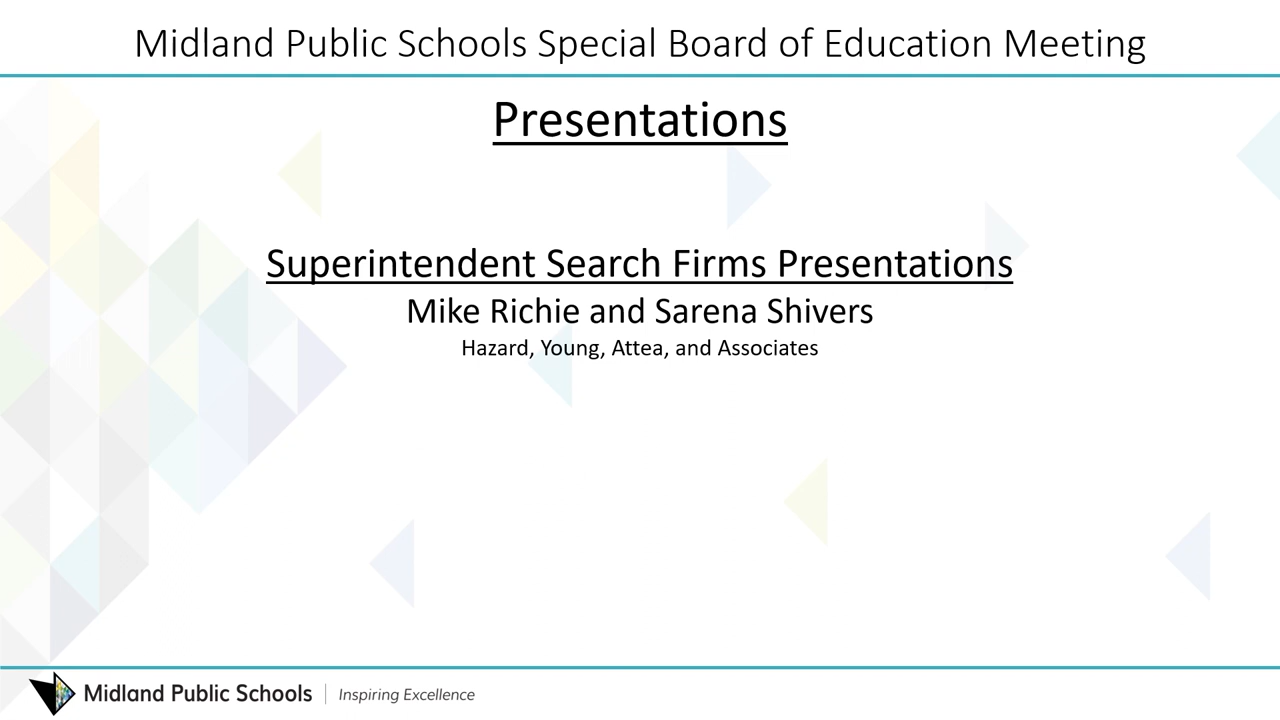 Midland Public Schools Special Board of Education Meeting
Presentations
Superintendent Search Firms Presentations
Mike Richie and Sarena Shivers
Hazard, Young, Attea, and Associates
Midland Public Schools | Inspiring Excellence